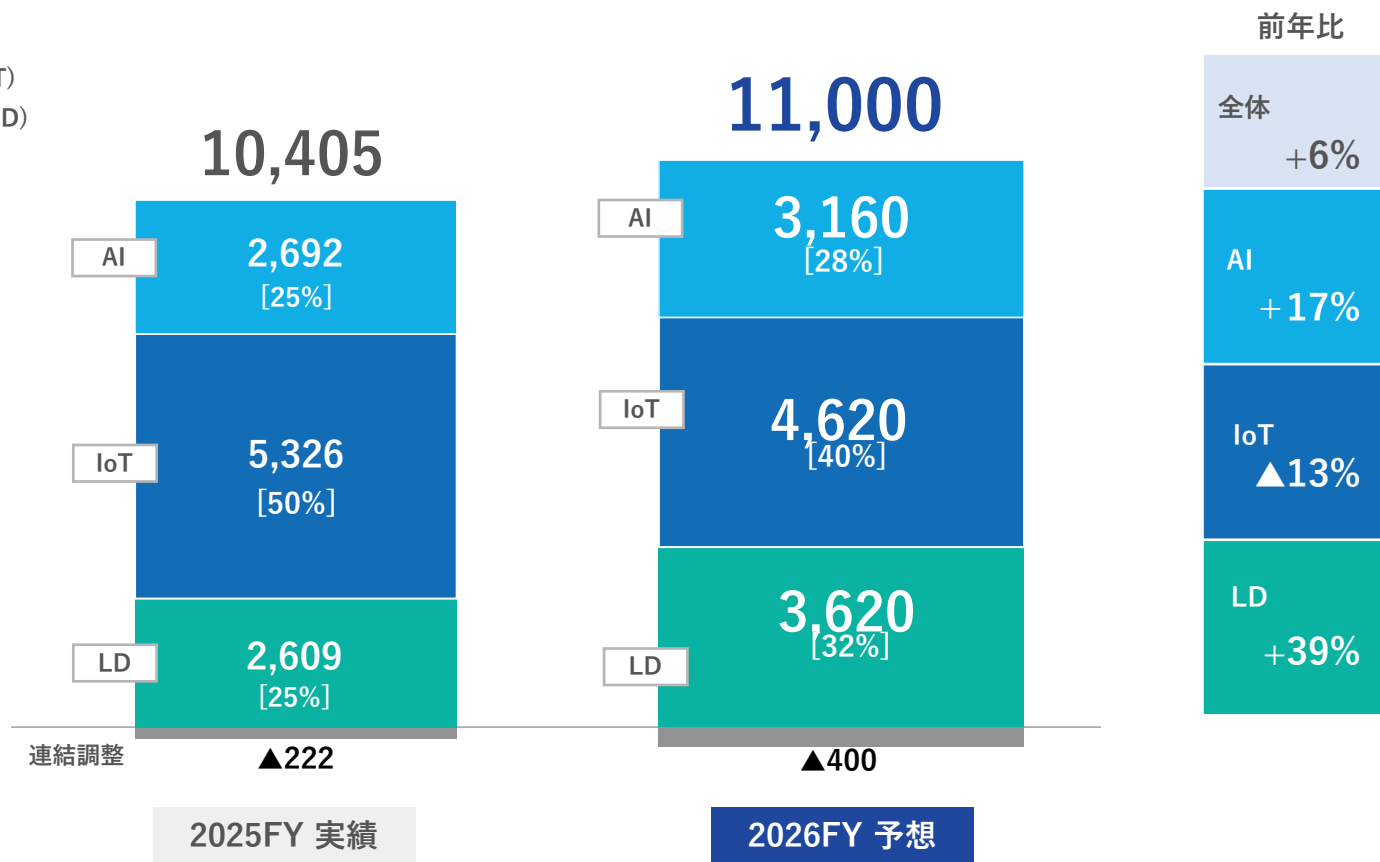 T)
D)
10,405
AI
2,692
[25%]
IoT
5,326
[50%]
LD
2,609
[25%]
連結調整
▲222
2025FY 実績
11,000
AI
3,160
[28%]
IoT
4,620
[40%]
LD
3,620
[32%]
▲400
2026FY 予想
前年比
全体
+6%
AI
+17%
IoT
▲13%
LD
+39%